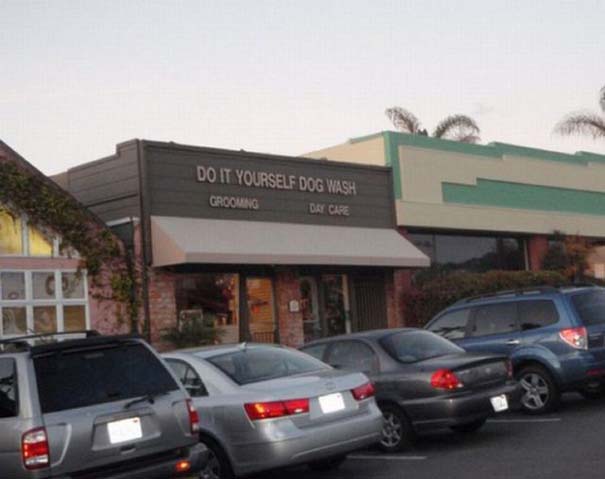 DO IT YOURSELF DOG WASH
GROOMING DAY CARE